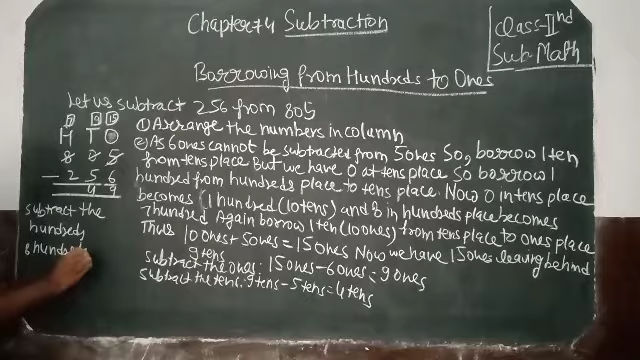 Chapter 4 Subtraction
Class-IInd
Sub-Math
Borrowing from Hundreds to Ones
Let us subtract 256 from 805
7 9 15
H T O
8 0 5
- 2 5 6
4 9
① Arrange the numbers in column
② As 6 ones cannot be subtracted from 5 ones So, borrow 1 ten
from tens place But we have 0 at tens place So borrow 1
hundred from hundreds place to tens place. Now 0 in tens place
becomes 1 hundred (10 tens) and 8 in hundreds place becomes
7 hundred Again borrow 1 ten (10 ones) from tens place to ones place
Thus 10 ones + 5 ones = 15 ones Now we have 15 ones leaving behind
9 tens
Subtract the ones: 15 ones - 6 ones = 9 ones
Subtract the tens: 9 tens - 5 tens = 4 tens
Subtract the
hundreds